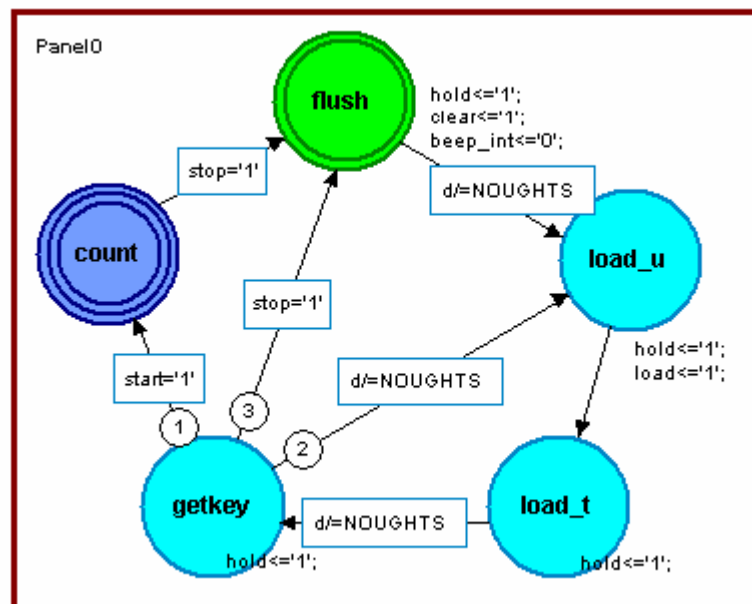 Panel0
flush
hold<='1';
clear<='1';
beep_int<='0';
stop='1'
d/=NOUGHTS
count
load_u
stop='1'
hold<='1';
load<='1';
start='1'
d/=NOUGHTS
1
3
2
getkey
load_t
d/=NOUGHTS
hold<='1';
hold<='1';